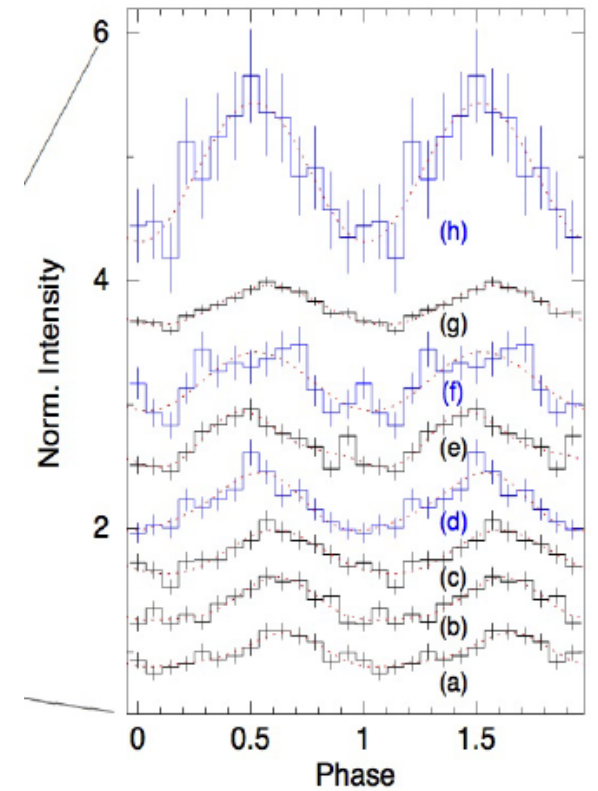 6
(h)
4
(g)
(f)
(e)
2
(d)
(c)
(b)
(a)
Norm. Intensity
0 0.5 1 1.5
Phase